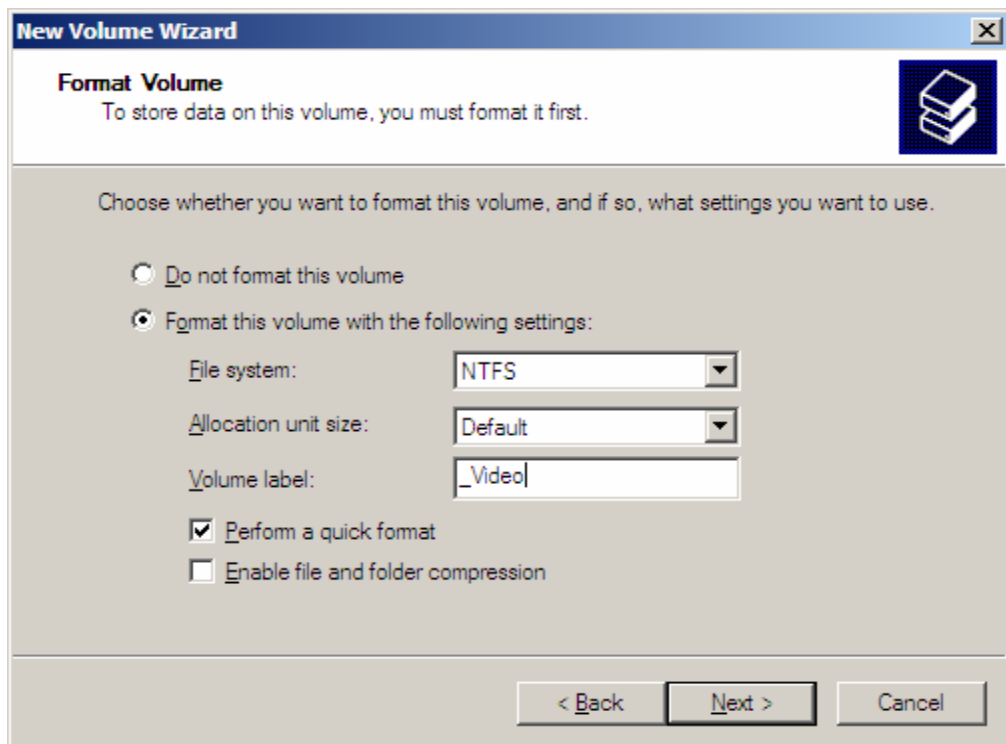 New Volume Wizard
Format Volume
To store data on this volume, you must format it first.
Choose whether you want to format this volume, and if so, what settings you want to use.
Do not format this volume
Format this volume with the following settings:
File system: NTFS
Allocation unit size: Default
Volume label: _Video
Perform a quick format
Enable file and folder compression
< Back Next > Cancel